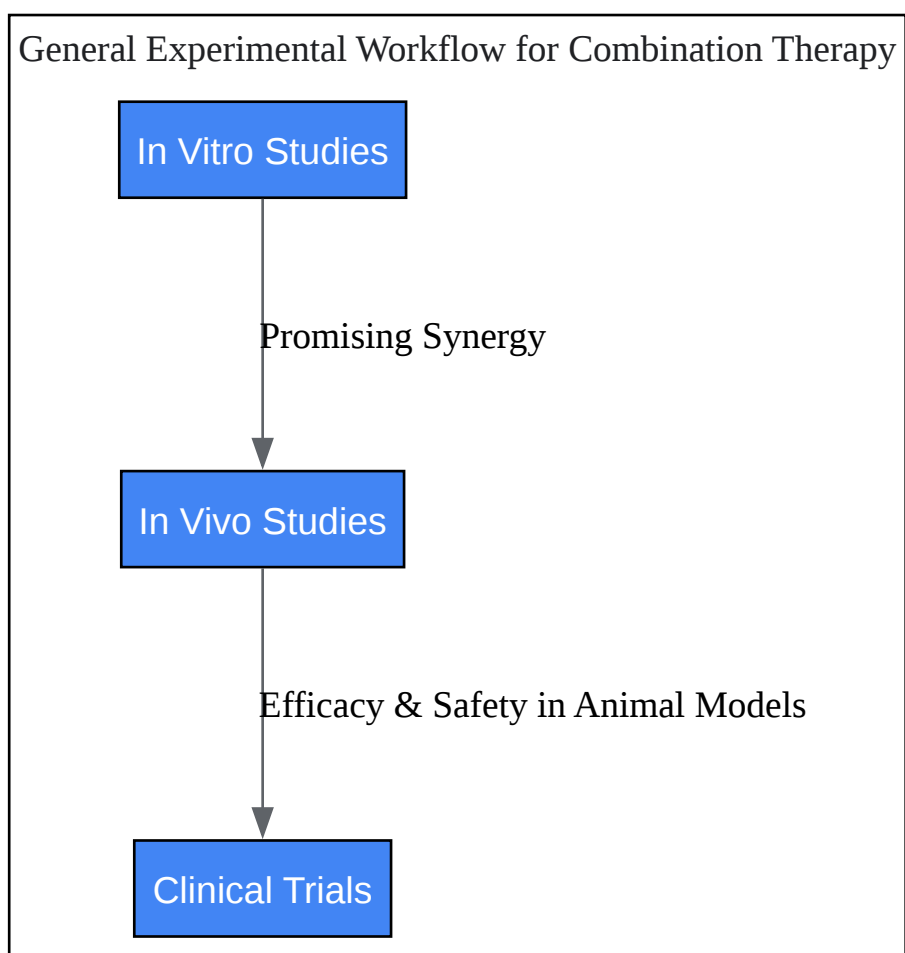 General Experimental Workflow for Combination Therapy
In Vitro Studies
Promising Synergy
In Vivo Studies
Efficacy & Safety in Animal Models
Clinical Trials